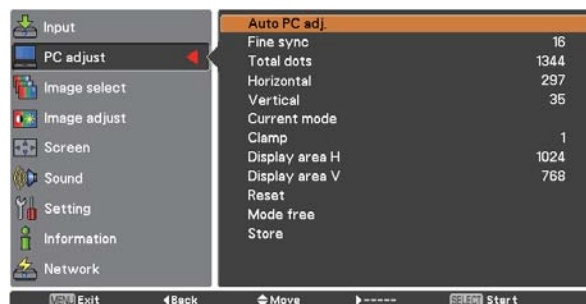 Input
PC adjust
Image select
Image adjust
Screen
Sound
Setting
Information
Network
Auto PC adj.
Fine sync 16
Total dots 1344
Horizontal 297
Vertical 35
Current mode
Clamp 1
Display area H 1024
Display area V 768
Reset
Mode free
Store
MENU Exit Back Move ----- SELECT Start